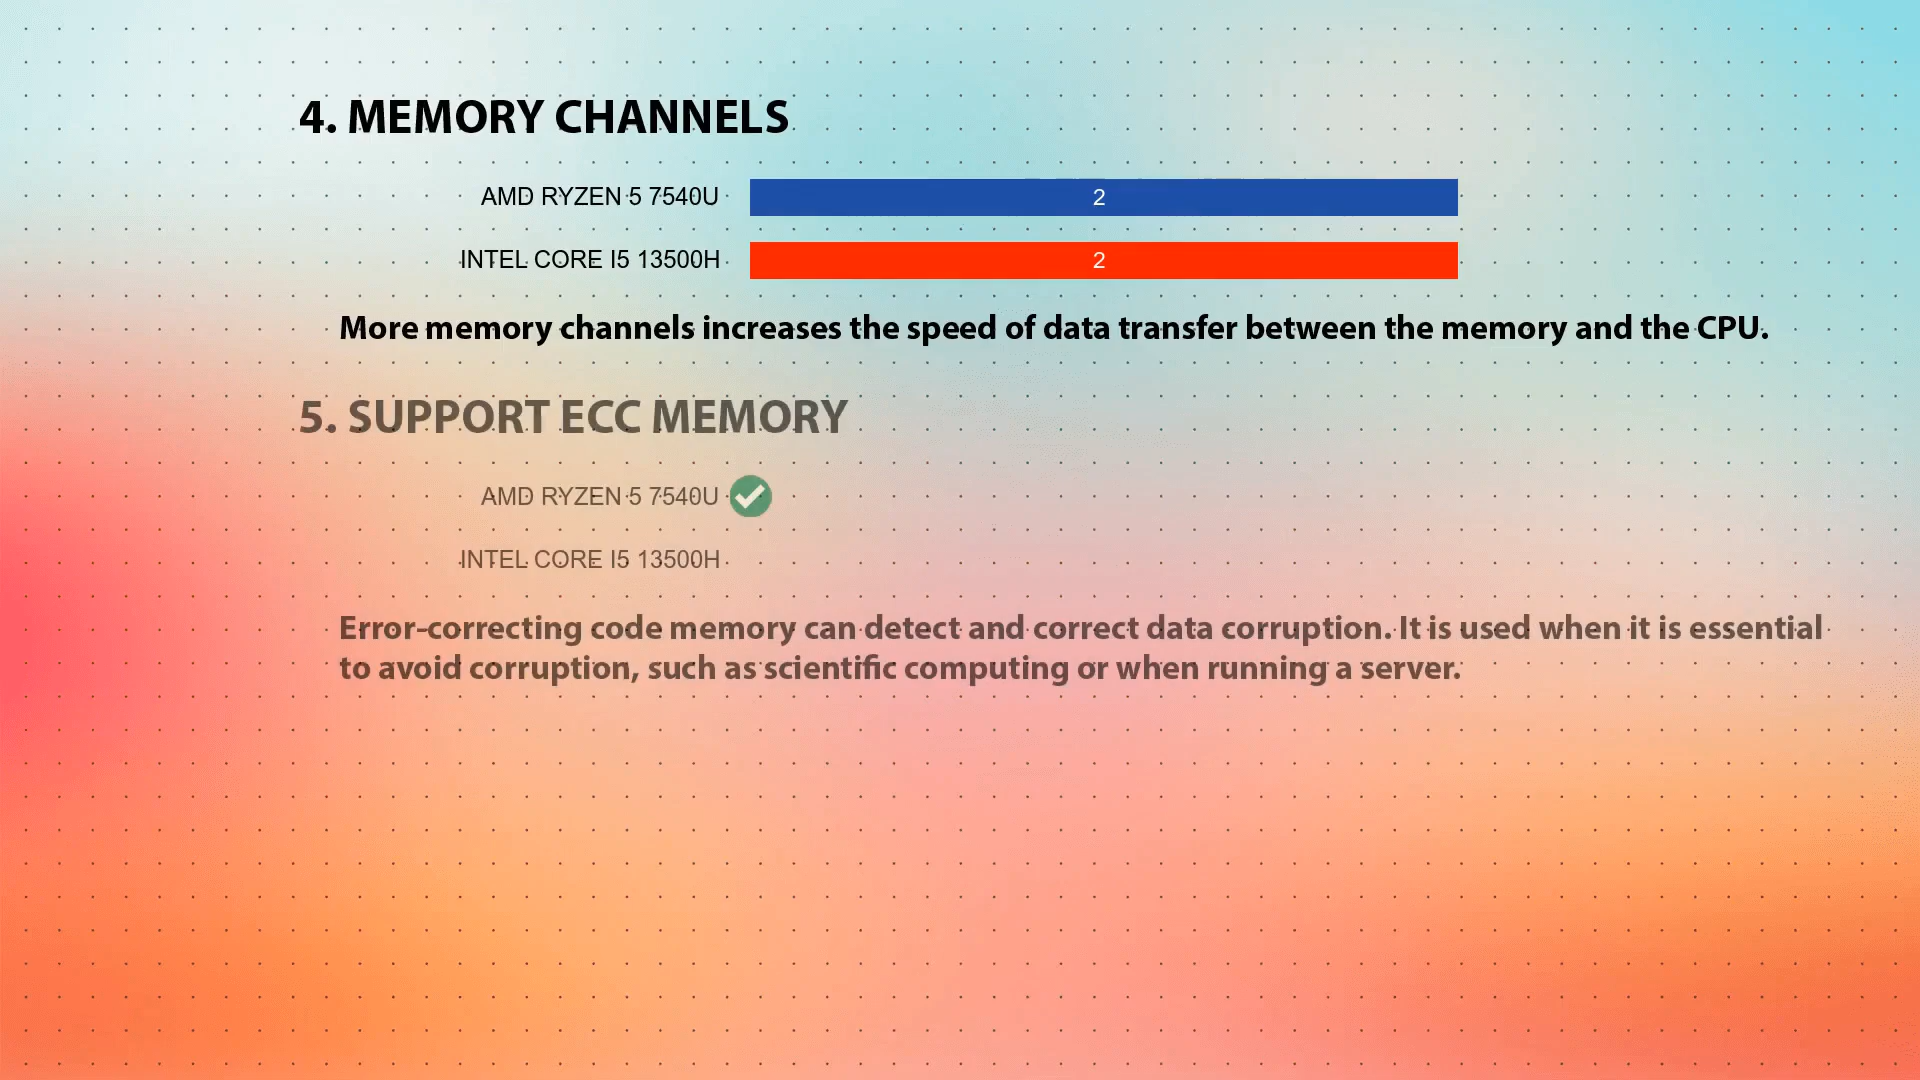 4. MEMORY CHANNELS
AMD RYZEN 5 7540U
2
INTEL CORE I5 13500H
2
More memory channels increases the speed of data transfer between the memory and the CPU.
5. SUPPORT ECC MEMORY
AMD RYZEN 5 7540U
INTEL CORE I5 13500H
Error-correcting code memory can detect and correct data corruption. It is used when it is essential
to avoid corruption, such as scientific computing or when running a server.